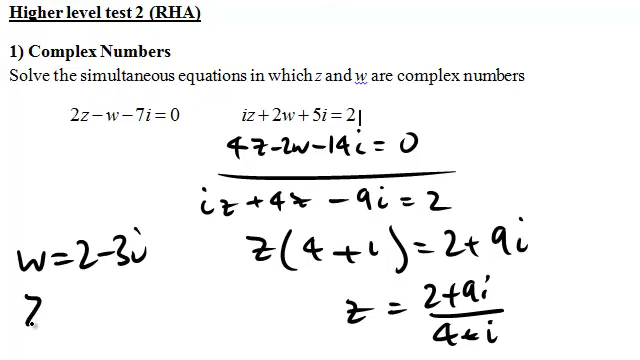 Higher level test 2 (RHA)
1) Complex Numbers
Solve the simultaneous equations in which z and w are complex numbers
2z − w − 7i = 0    iz + 2w + 5i = 2
4z - 2w - 14i = 0
iz + 4z - 9i = 2
w = 2 - 3i    z(4 + i) = 2 + 9i
z    z = (2 + 9i)/(4 + i)